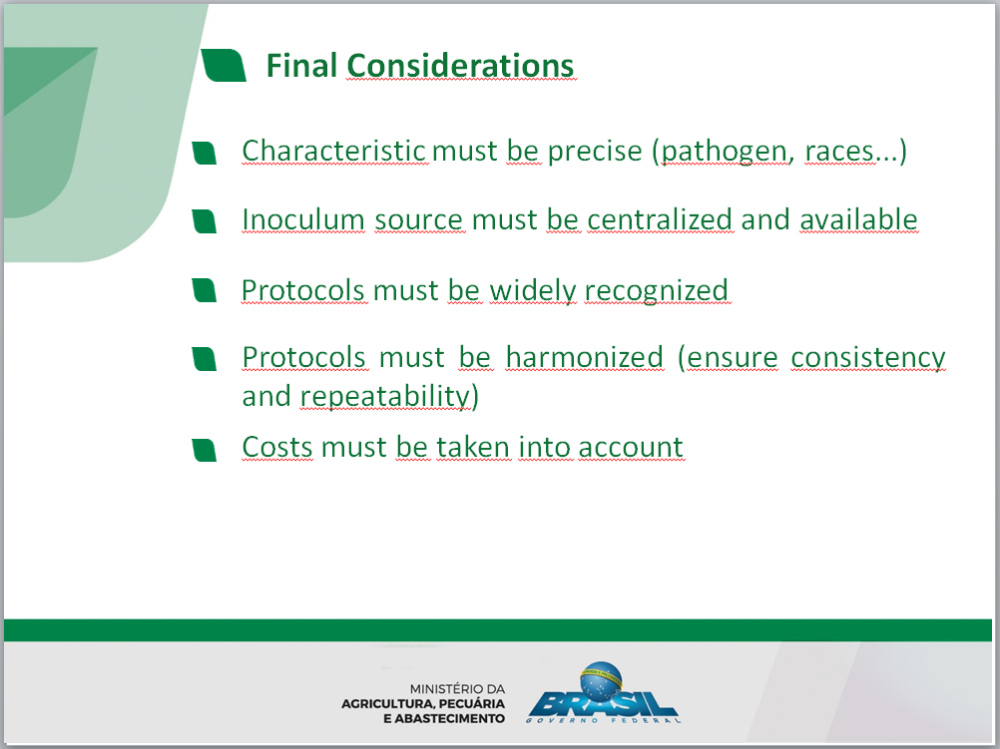 Final Considerations
Characteristic must be precise (pathogen, races...)
Inoculum source must be centralized and available
Protocols must be widely recognized
Protocols must be harmonized (ensure consistency
and repeatability)
Costs must be taken into account
MINISTÉRIO DA
AGRICULTURA, PECUÁRIA
E ABASTECIMENTO
BRASIL
GOVERNO FEDERAL